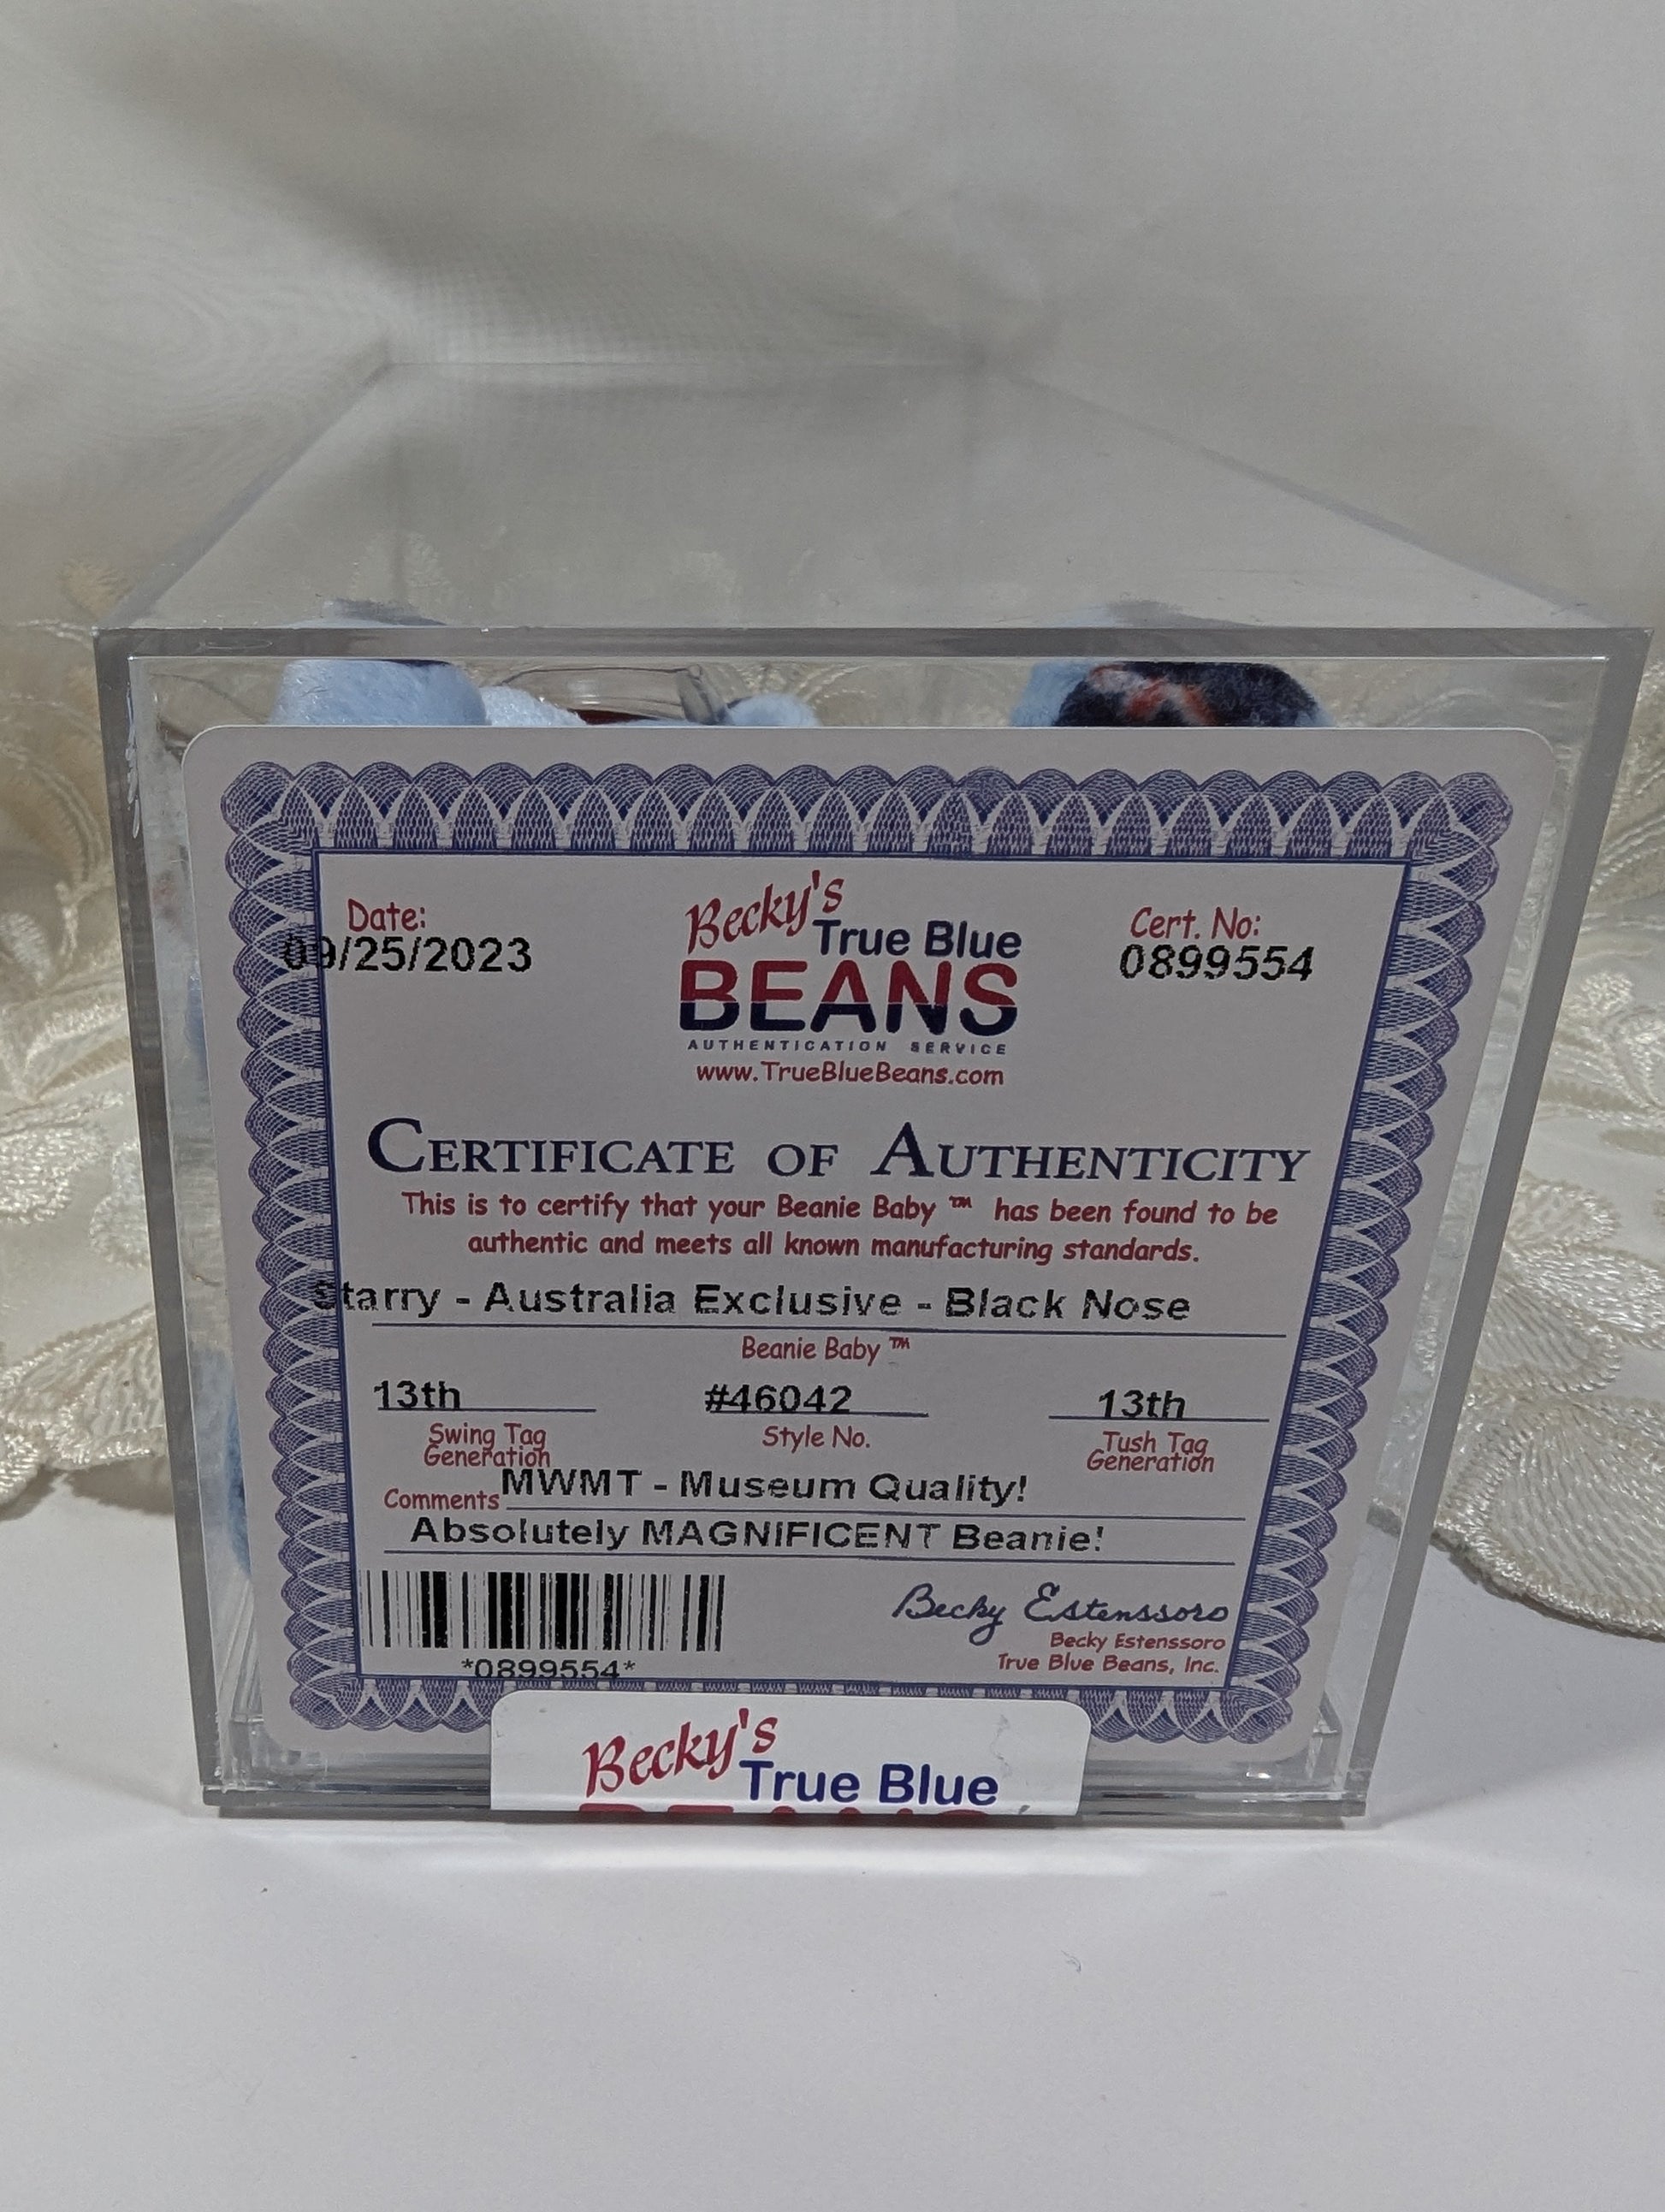 Date:
09/25/2023
Becky's
True Blue
BEANS
AUTHENTICATION SERVICE
www.TrueBlueBeans.com
Cert. No:
0899554
CERTIFICATE OF AUTHENTICITY
This is to certify that your Beanie Baby ™ has been found to be
authentic and meets all known manufacturing standards.
Starry - Australia Exclusive - Black Nose
Beanie Baby ™
13th
Swing Tag
Generation
#46042
Style No.
13th
Tush Tag
Generation
Comments MWMT - Museum Quality!
Absolutely MAGNIFICENT Beanie!
*0899554*
Becky Estenssoro
Becky Estenssoro
True Blue Beans, Inc.
Becky's
True Blue